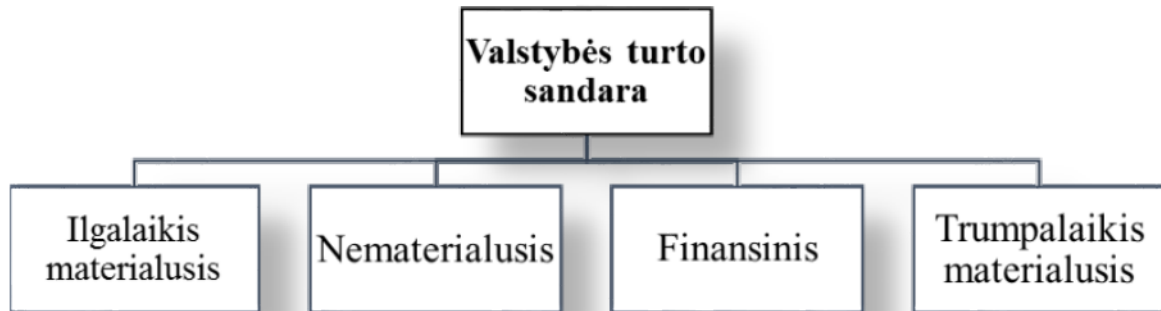 Valstybės turto
sandara
Ilgalaikis
materialusis
Nematerialusis
Finansinis
Trumpalaikis
materialusis